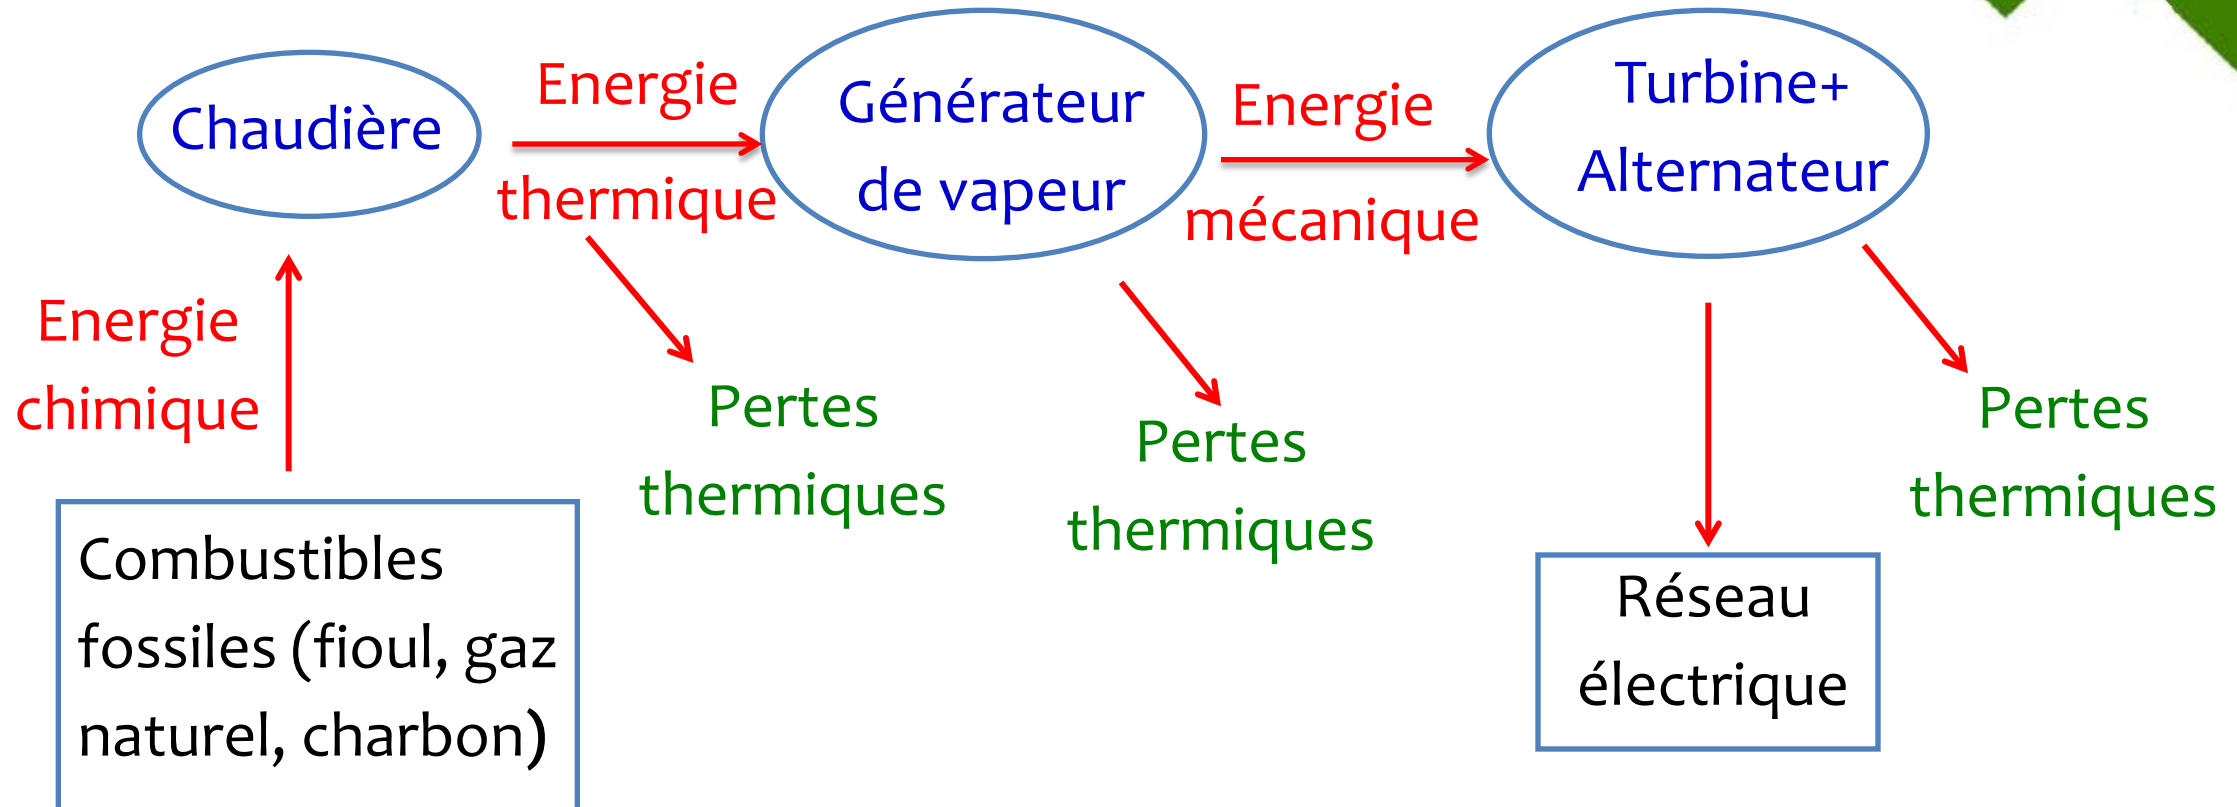 Chaudière
Energie
thermique
Générateur
de vapeur
Energie
mécanique
Turbine+
Alternateur
Energie
chimique
Pertes
thermiques
Pertes
thermiques
Pertes
thermiques
Combustibles
fossiles (fioul, gaz
naturel, charbon)
Réseau
électrique